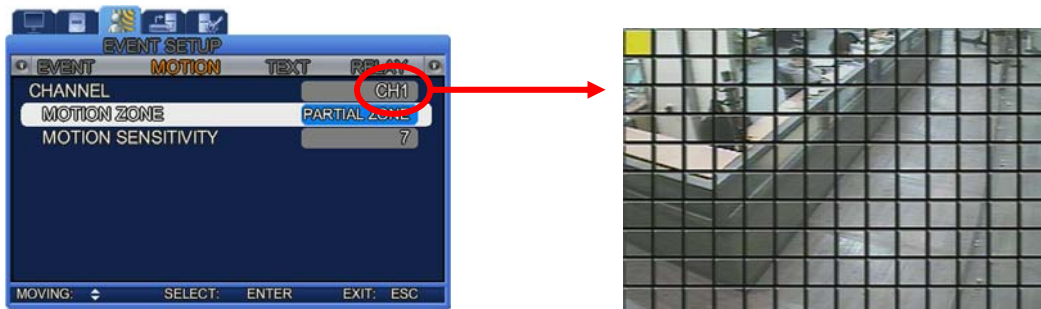 EVENT SETUP
EVENT MOTION TEXT RELAY
CHANNEL CH1
MOTION ZONE PARTIAL ZONE
MOTION SENSITIVITY 7
MOVING: SELECT: ENTER EXIT: ESC